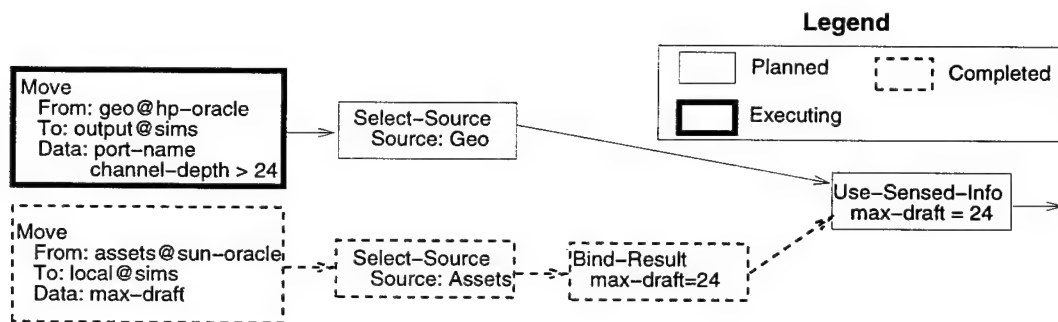 Legend
Planned
Completed
Executing
Move
From: geo@hp-oracle
To: output@sims
Data: port-name
channel-depth > 24
Select-Source
Source: Geo
Use-Sensed-Info
max-draft = 24
Move
From: assets@sun-oracle
To: local@sims
Data: max-draff
Select-Source
Source: Assets
Bind-Result
max-draft=24